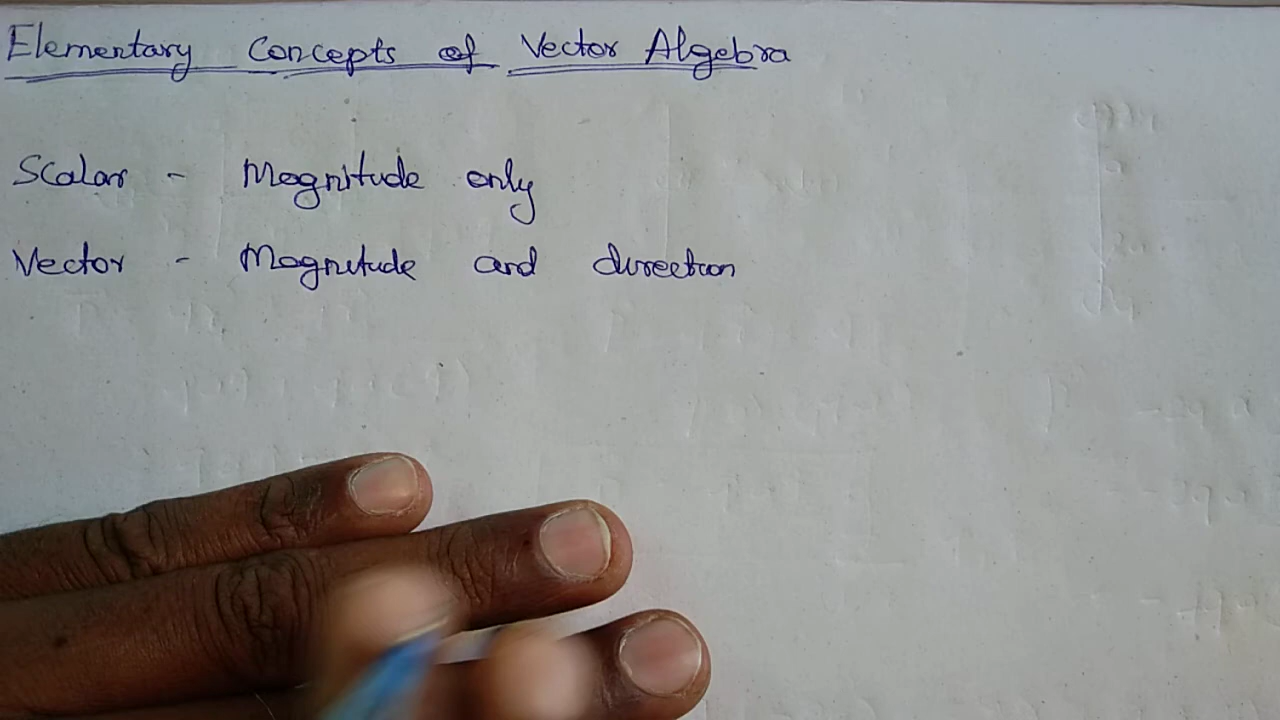 Elementary Concepts of Vector Algebra
Scalar - Magnitude only
Vector - Magnitude and direction